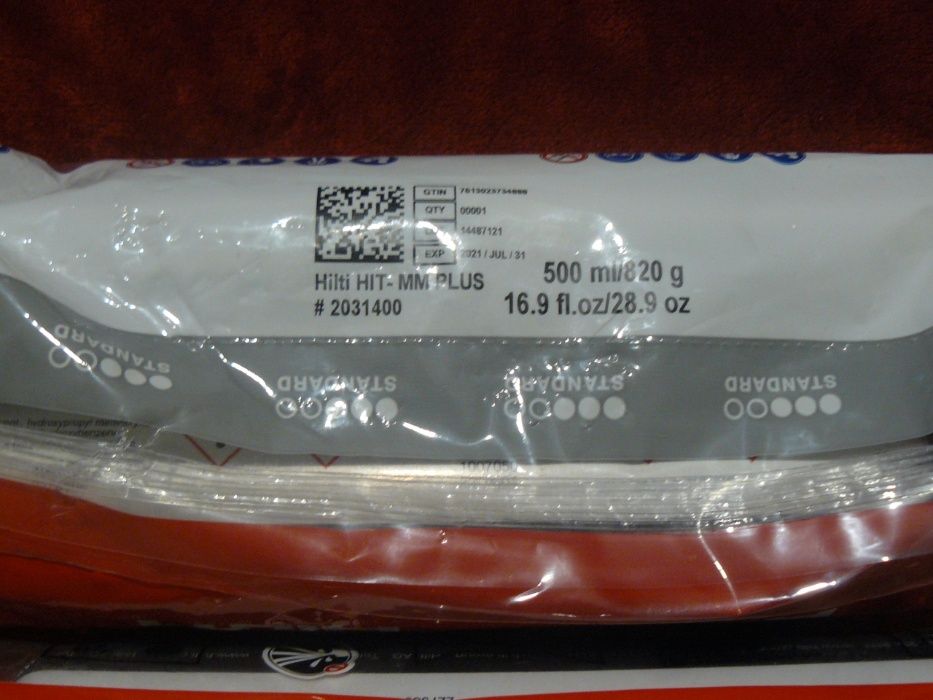 GTIN
QTY 00001
14487121
EXP 2021 / JUL / 31
Hilti HIT- MM PLUS
# 2031400
500 ml/820 g
16.9 fl.oz/28.9 oz
STANDARD
STANDARD
STANDARD
STANDARD
hydroxypropyl